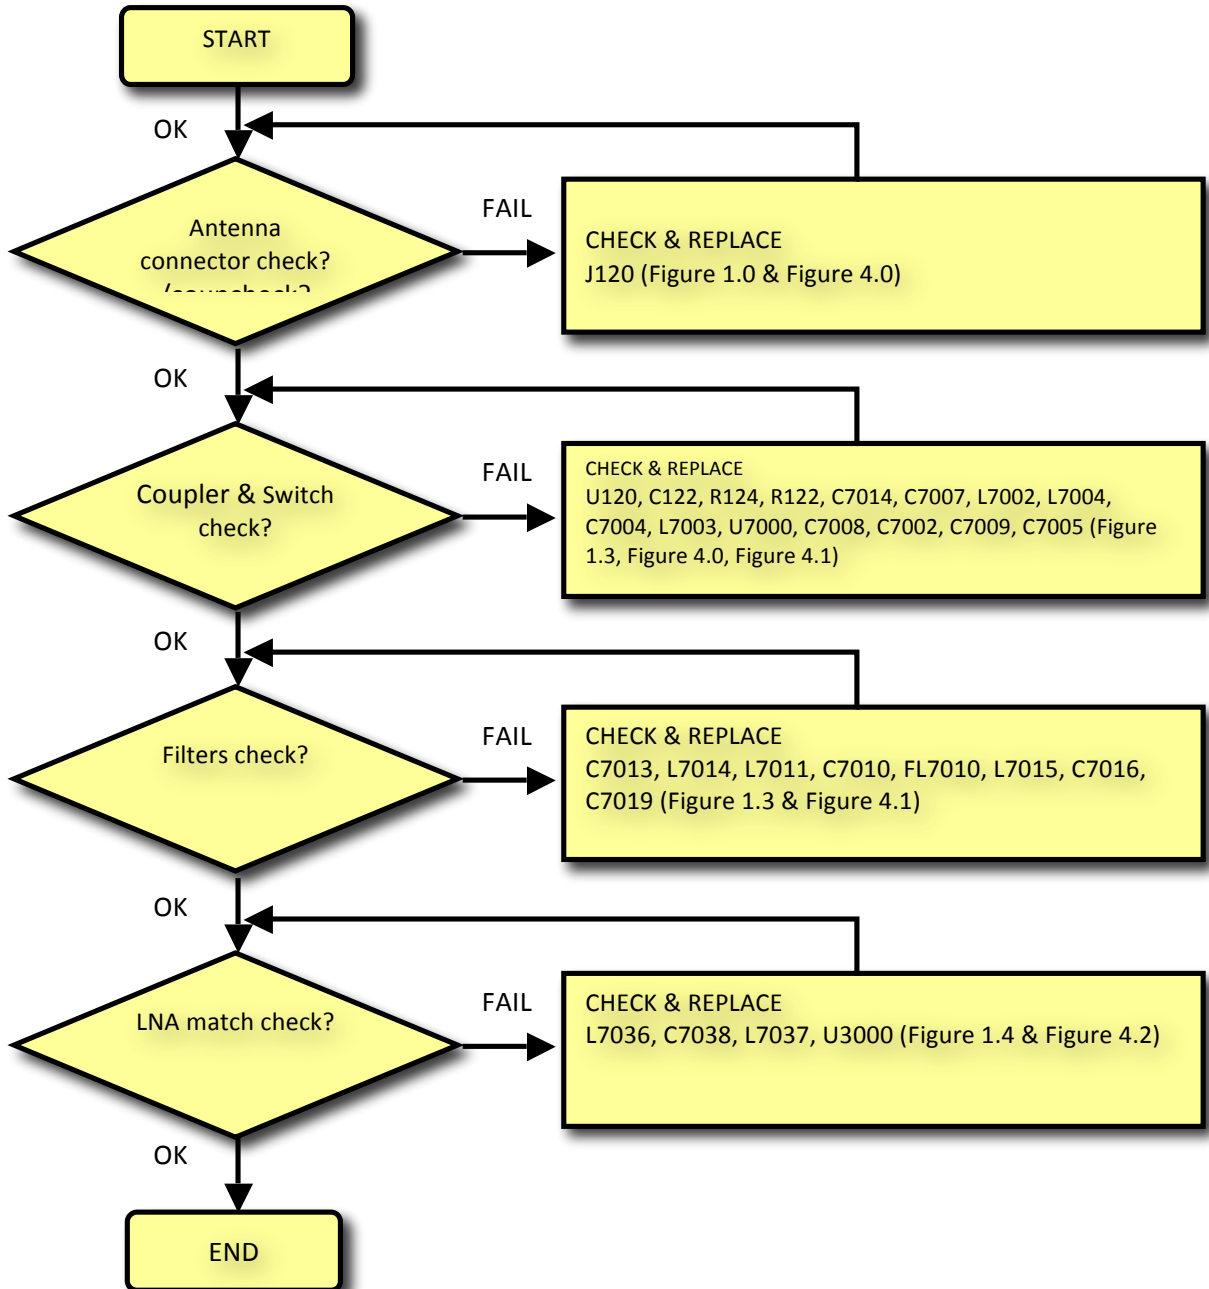 START
OK
Antenna
connector check?
FAIL
CHECK & REPLACE
J120 (Figure 1.0 & Figure 4.0)
OK
Coupler & Switch
check?
FAIL
CHECK & REPLACE
U120, C122, R124, R122, C7014, C7007, L7002, L7004,
C7004, L7003, U7000, C7008, C7002, C7009, C7005 (Figure
1.3, Figure 4.0, Figure 4.1)
OK
Filters check?
FAIL
CHECK & REPLACE
C7013, L7014, L7011, C7010, FL7010, L7015, C7016,
C7019 (Figure 1.3 & Figure 4.1)
OK
LNA match check?
FAIL
CHECK & REPLACE
L7036, C7038, L7037, U3000 (Figure 1.4 & Figure 4.2)
OK
END